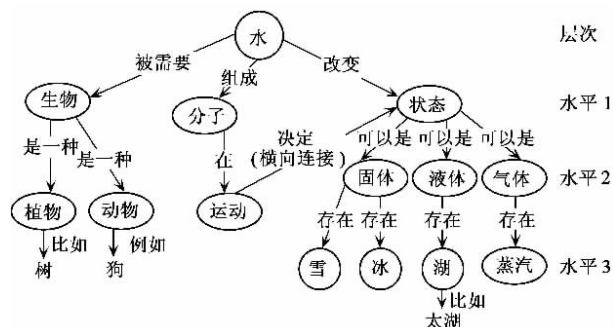 水
层次
被需要
组成
改变
生物
分子
状态
水平 1
是一种
是一种
在
决定
(横向连接)
可以是
可以是
可以是
植物
动物
运动
固体
液体
气体
水平 2
比如
例如
存在
存在
存在
存在
树
狗
雪
冰
湖
蒸汽
水平 3
比如
太湖